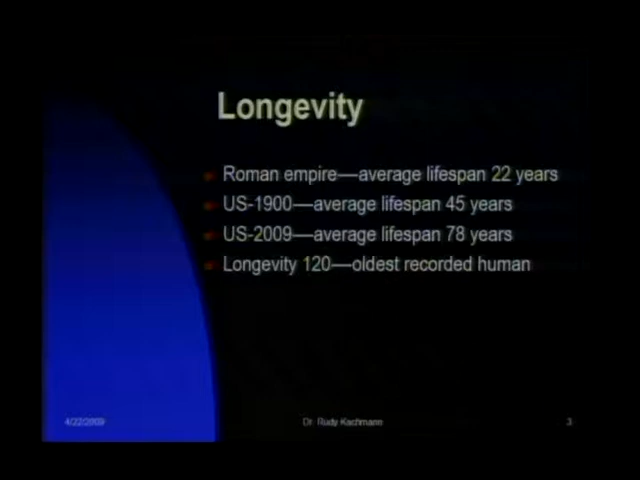 Longevity
Roman empire—average lifespan 22 years
US-1900—average lifespan 45 years
US-2009—average lifespan 78 years
Longevity 120—oldest recorded human
4/22/2009
Dr. Rudy Kachmann
3